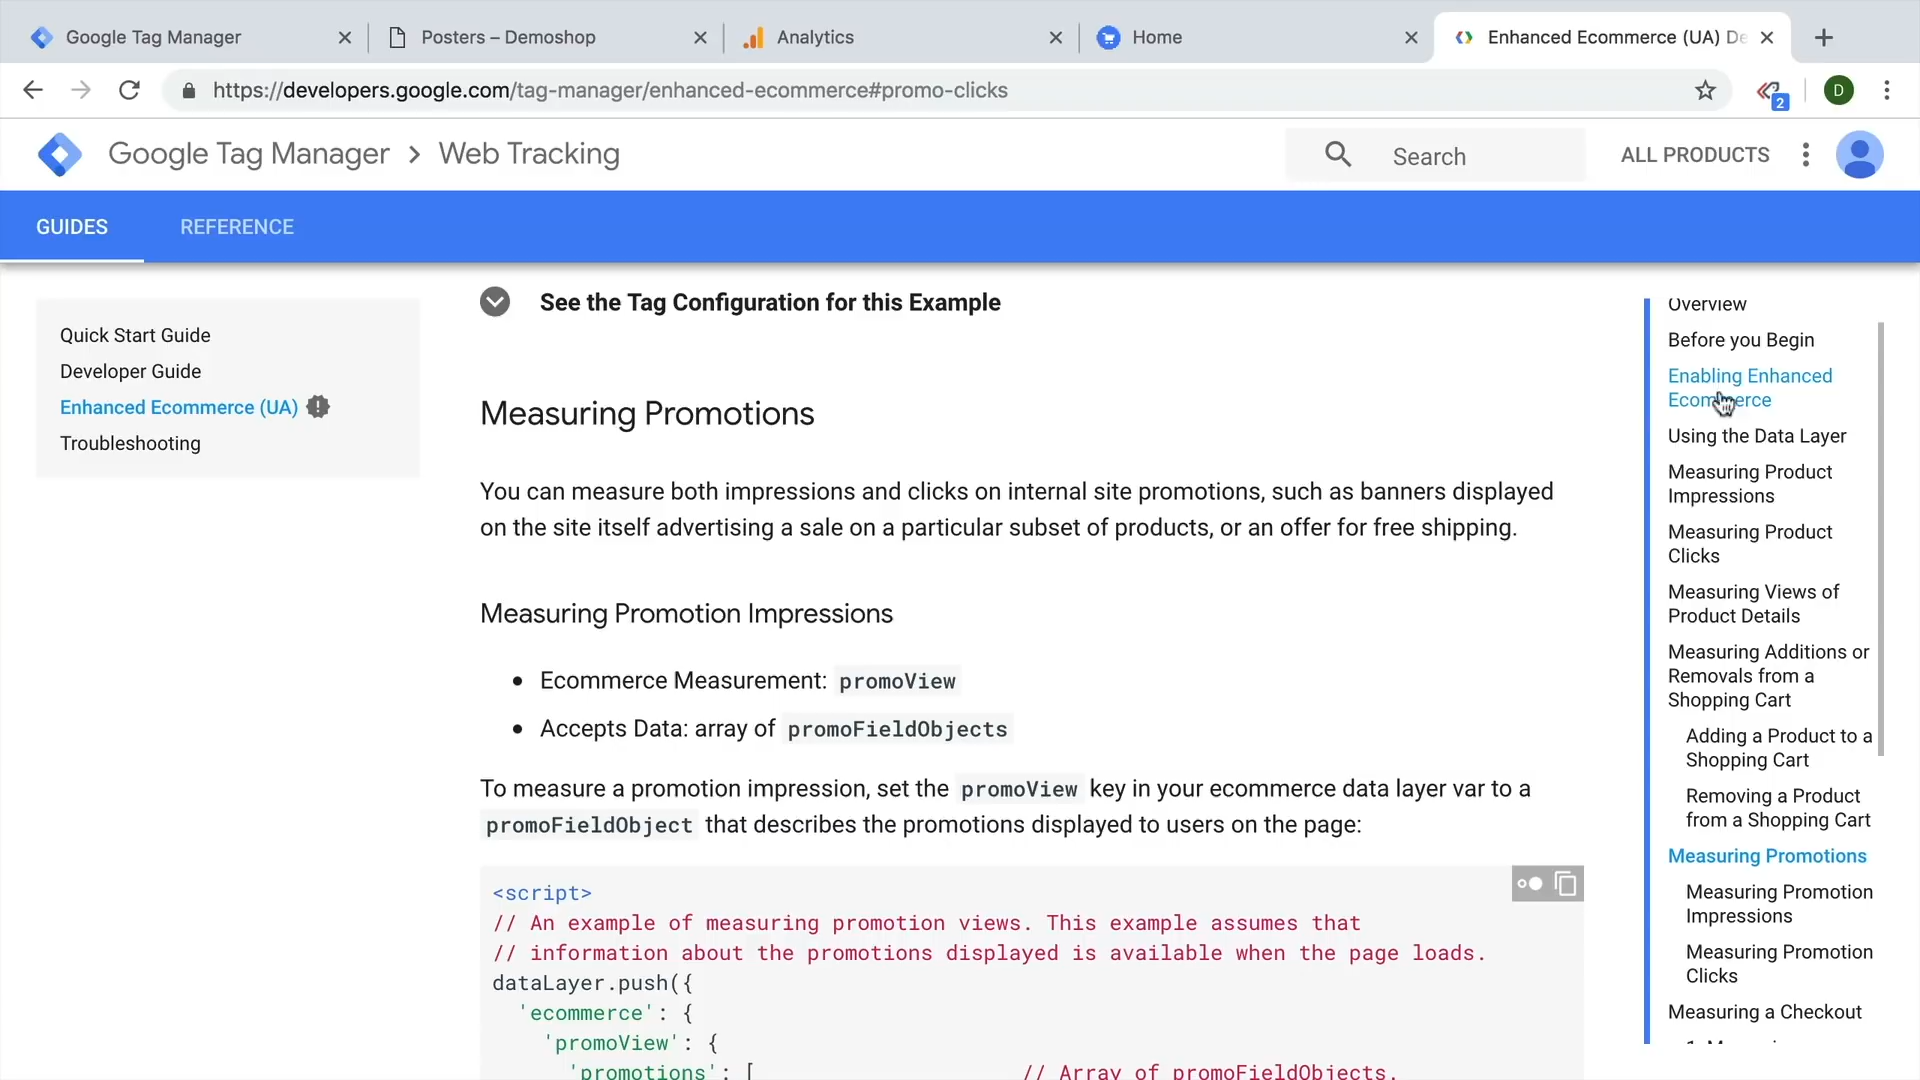 Google Tag Manager
Posters – Demoshop
Analytics
Home
Enhanced Ecommerce (UA) De
https://developers.google.com/tag-manager/enhanced-ecommerce#promo-clicks
2
D
Google Tag Manager > Web Tracking
Search
ALL PRODUCTS
GUIDES
REFERENCE
Quick Start Guide
Developer Guide
Enhanced Ecommerce (UA)
Troubleshooting
See the Tag Configuration for this Example
Measuring Promotions
You can measure both impressions and clicks on internal site promotions, such as banners displayed
on the site itself advertising a sale on a particular subset of products, or an offer for free shipping.
Measuring Promotion Impressions
• Ecommerce Measurement: promoView
• Accepts Data: array of promoFieldObjects
To measure a promotion impression, set the promoView key in your ecommerce data layer var to a
promoFieldObject that describes the promotions displayed to users on the page:
<script>
// An example of measuring promotion views. This example assumes that
// information about the promotions displayed is available when the page loads.
dataLayer.push({
'ecommerce': {
'promoView': {
'promotions': [ // Array of promoFieldObjects.
Overview
Before you Begin
Enabling Enhanced
Ecommerce
Using the Data Layer
Measuring Product
Impressions
Measuring Product
Clicks
Measuring Views of
Product Details
Measuring Additions or
Removals from a
Shopping Cart
Adding a Product to a
Shopping Cart
Removing a Product
from a Shopping Cart
Measuring Promotions
Measuring Promotion
Impressions
Measuring Promotion
Clicks
Measuring a Checkout